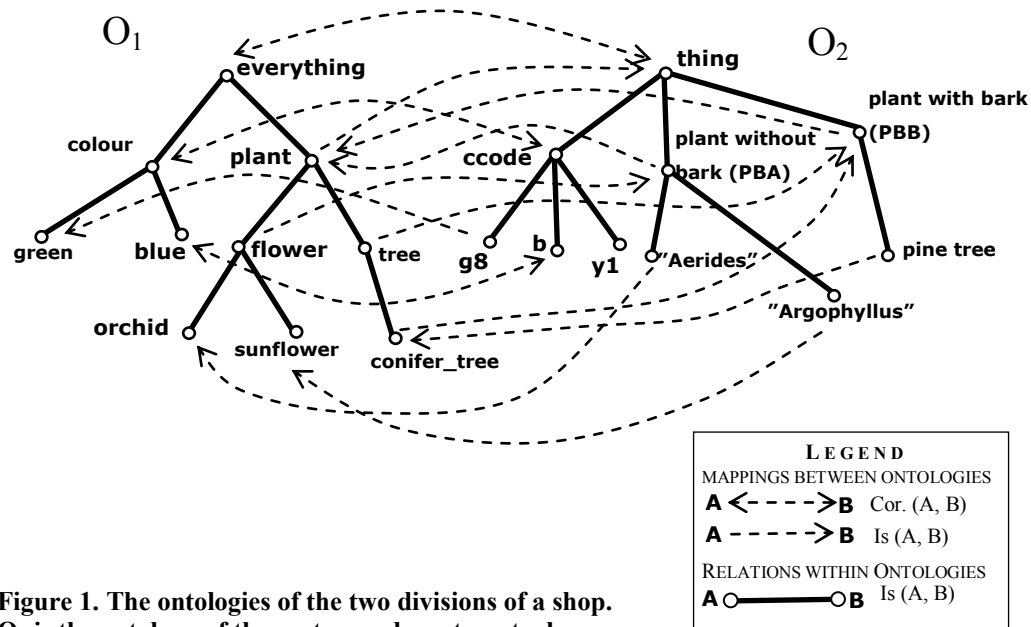 O1
O2
everything
thing
plant with bark
(PBB)
colour
plant
ccode
plant without
bark (PBA)
green
blue
flower
tree
g8
b
y1
"Aerides"
pine tree
orchid
sunflower
conifer_tree
"Argophyllus"
LEGEND
MAPPINGS BETWEEN ONTOLOGIES
A B Cor. (A, B)
A B Is (A, B)
RELATIONS WITHIN ONTOLOGIES
A B Is (A, B)
Figure 1. The ontologies of the two divisions of a shop.